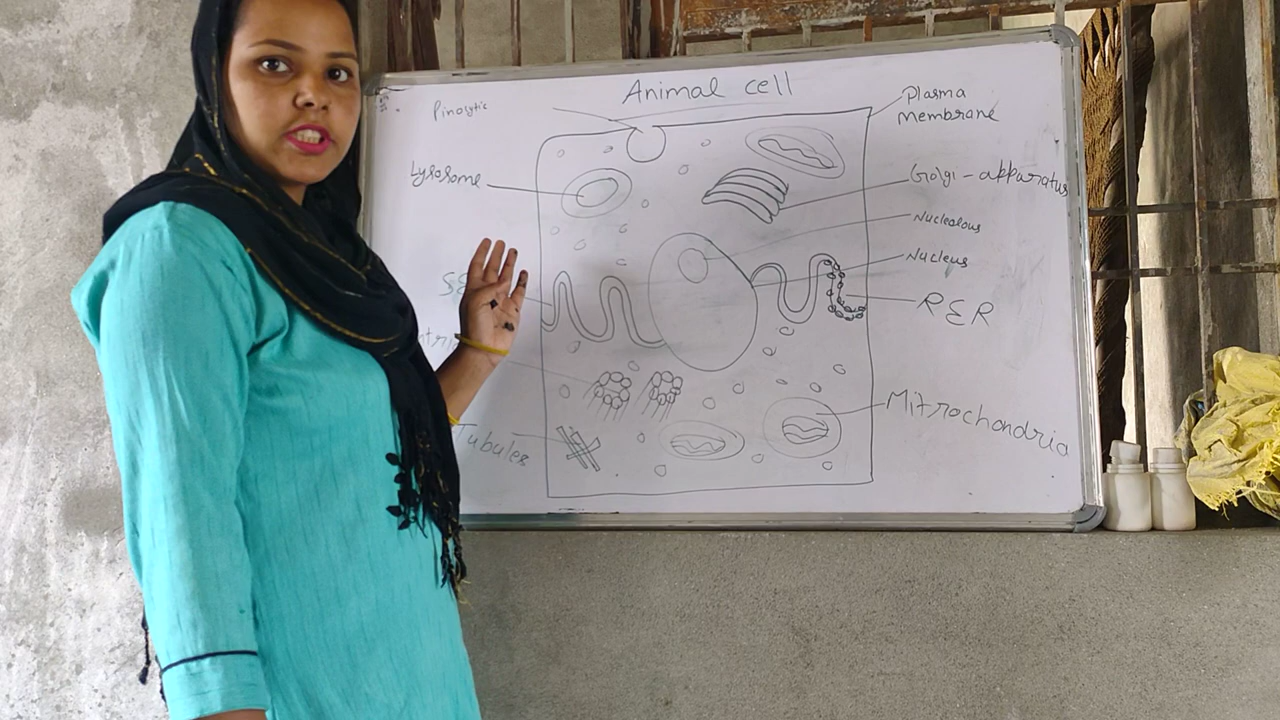 Animal cell
Pinocytic
Plasma
Membrane
Lysosome
Golgi-apparatus
Nucleolous
Nucleus
RER
Mitrochondria
Tubules